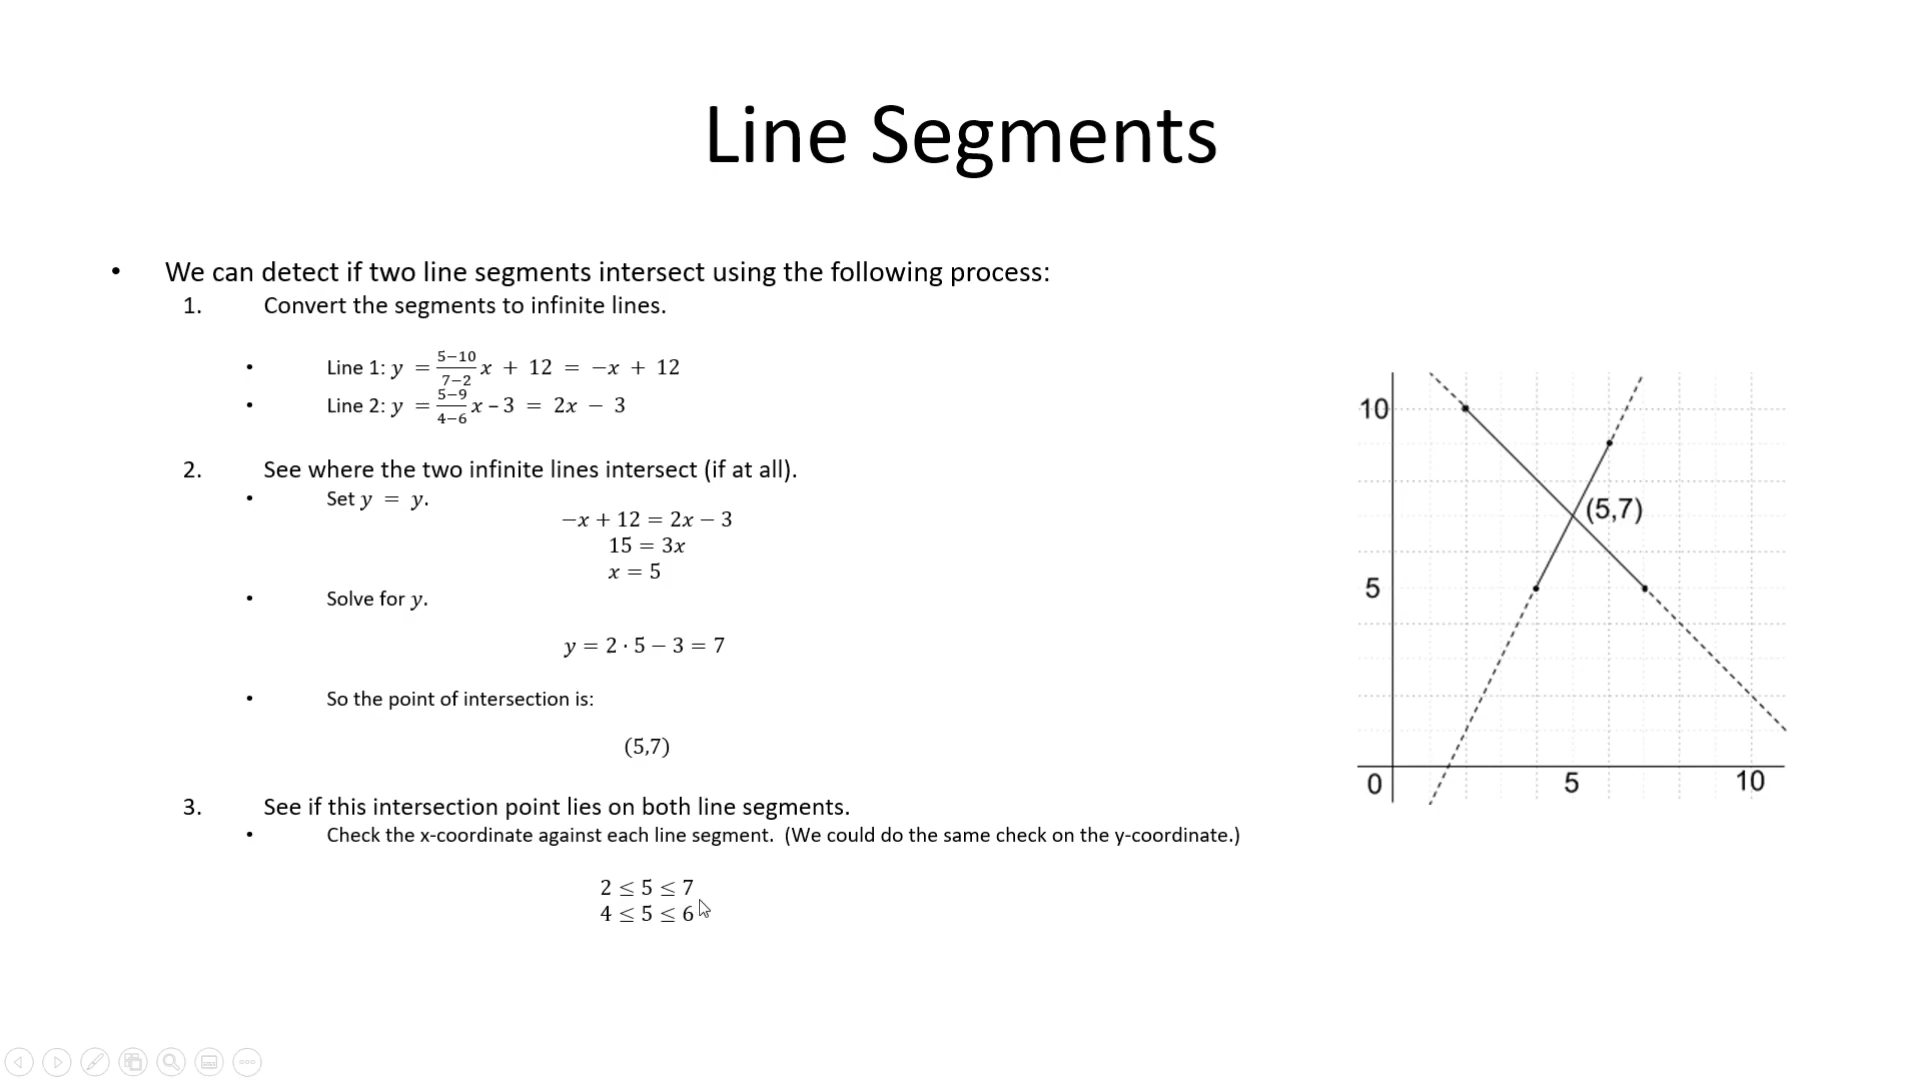 Line Segments
• We can detect if two line segments intersect using the following process:
1. Convert the segments to infinite lines.
• Line 1: y = \frac{5−10}{7−2}x + 12 = −x + 12
• Line 2: y = \frac{5−9}{4−6}x – 3 = 2x − 3
2. See where the two infinite lines intersect (if at all).
• Set y = y.
−x + 12 = 2x − 3
15 = 3x
x = 5
• Solve for y.
y = 2 · 5 − 3 = 7
• So the point of intersection is:
(5,7)
3. See if this intersection point lies on both line segments.
• Check the x-coordinate against each line segment. (We could do the same check on the y-coordinate.)
2 ≤ 5 ≤ 7
4 ≤ 5 ≤ 6
10
(5,7)
5
0 5 10